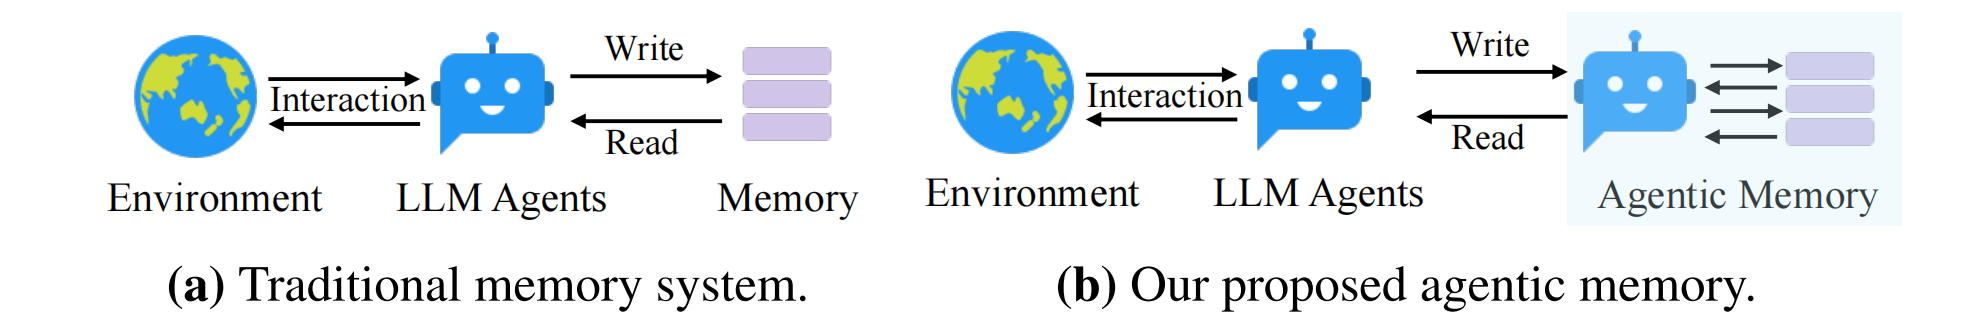 Write
Interaction
Read
Environment
LLM Agents
Memory
(a) Traditional memory system.
Write
Interaction
Read
Environment
LLM Agents
Agentic Memory
(b) Our proposed agentic memory.